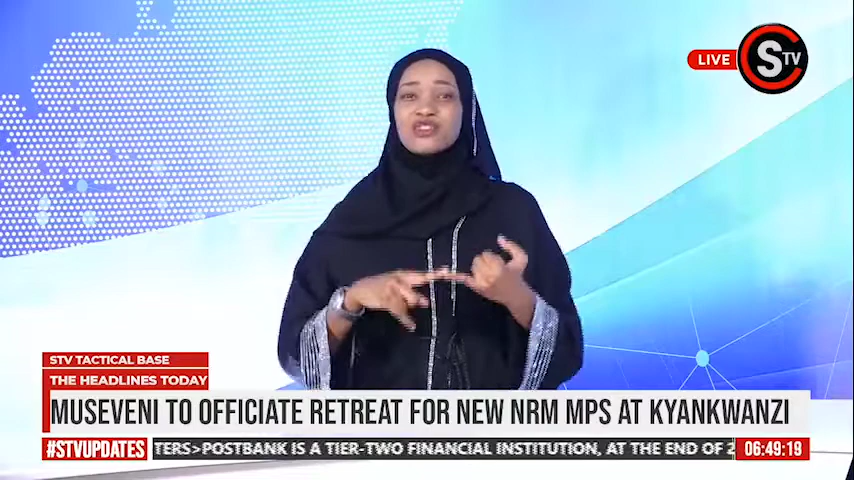 LIVE
STV
STV TACTICAL BASE
THE HEADLINES TODAY
MUSEVENI TO OFFICIATE RETREAT FOR NEW NRM MPS AT KYANKWANZI
#STVUPDATES
TERS>POSTBANK IS A TIER-TWO FINANCIAL INSTITUTION, AT THE END OF
06:49:19